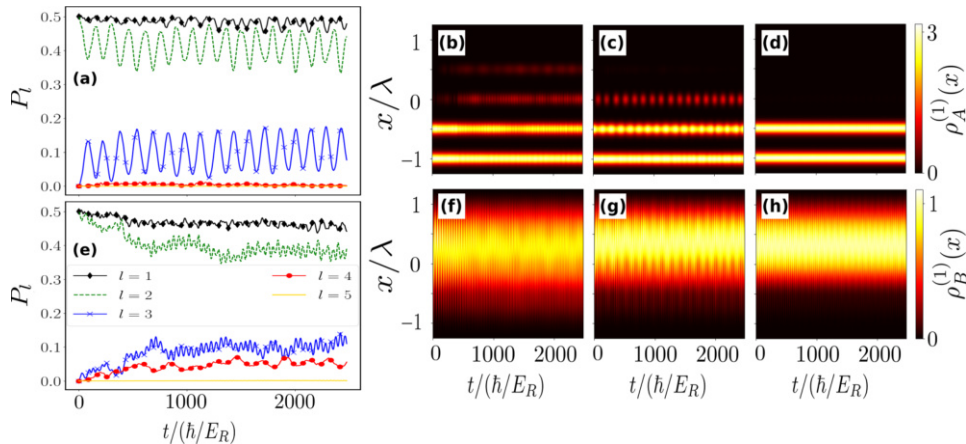 0.5
0.4
0.3
0.2
0.1
0.0
P_l
(a)
0.5
0.4
0.3
0.2
0.1
0.0
P_l
(e)
l = 1
l = 2
l = 3
l = 4
l = 5
0 1000 2000
t/(ħ/E_R)
1
0
−1
x/λ
(b)
(c)
(d)
3
0
ρ_A^{(1)}(x)
1
0
−1
x/λ
(f)
(g)
(h)
1
0
ρ_B^{(1)}(x)
0 1000 2000
0 1000 2000
0 1000 2000
t/(ħ/E_R)
t/(ħ/E_R)
t/(ħ/E_R)